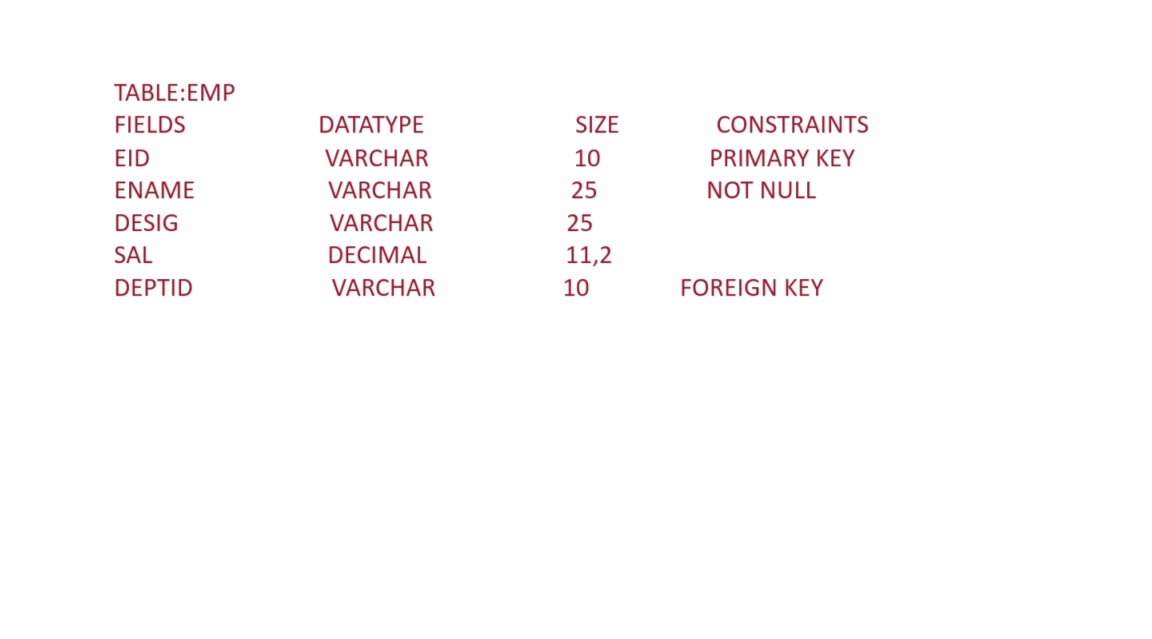 TABLE:EMP
FIELDS DATATYPE SIZE CONSTRAINTS
EID VARCHAR 10 PRIMARY KEY
ENAME VARCHAR 25 NOT NULL
DESIG VARCHAR 25
SAL DECIMAL 11,2
DEPTID VARCHAR 10 FOREIGN KEY